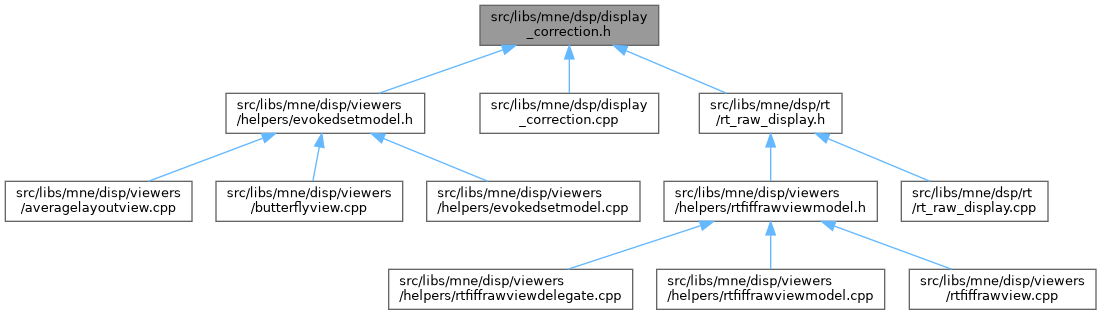 src/libs/mne/dsp/display
_correction.h
src/libs/mne/disp/viewers
/helpers/evokedsetmodel.h
src/libs/mne/dsp/display
_correction.cpp
src/libs/mne/dsp/rt
/rt_raw_display.h
src/libs/mne/disp/viewers
/averagelayoutview.cpp
src/libs/mne/disp/viewers
/butterflyview.cpp
src/libs/mne/disp/viewers
/helpers/evokedsetmodel.cpp
src/libs/mne/disp/viewers
/helpers/rtfiffrawviewmodel.h
src/libs/mne/dsp/rt
/rt_raw_display.cpp
src/libs/mne/disp/viewers
/helpers/rtfiffrawviewdelegate.cpp
src/libs/mne/disp/viewers
/helpers/rtfiffrawviewmodel.cpp
src/libs/mne/disp/viewers
/rtfiffrawview.cpp